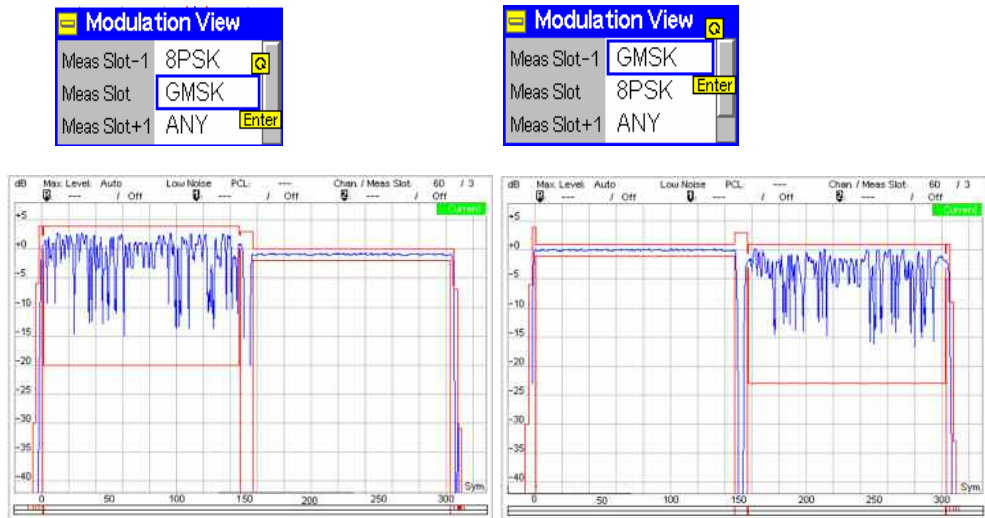 Modulation View
Meas Slot-1 8PSK
Meas Slot GMSK
Enter
Meas Slot+1 ANY
Modulation View
Meas Slot-1 GMSK
Meas Slot 8PSK
Enter
Meas Slot+1 ANY
dB Max. Level: Auto Low Noise PCL: --- Chan. / Meas Slot: 60 / 3
--- / Off 1 --- / Off 2 --- / Off
Current
+5
+0
-5
-10
-15
-20
-25
-30
-35
-40
Sym.
0 50 100 150 200 250 300
dB Max. Level: Auto Low Noise PCL: --- Chan. / Meas Slot: 60 / 3
--- / Off 1 --- / Off 2 --- / Off
Current
+5
+0
-5
-10
-15
-20
-25
-30
-35
-40
Sym.
0 50 100 150 200 250 300